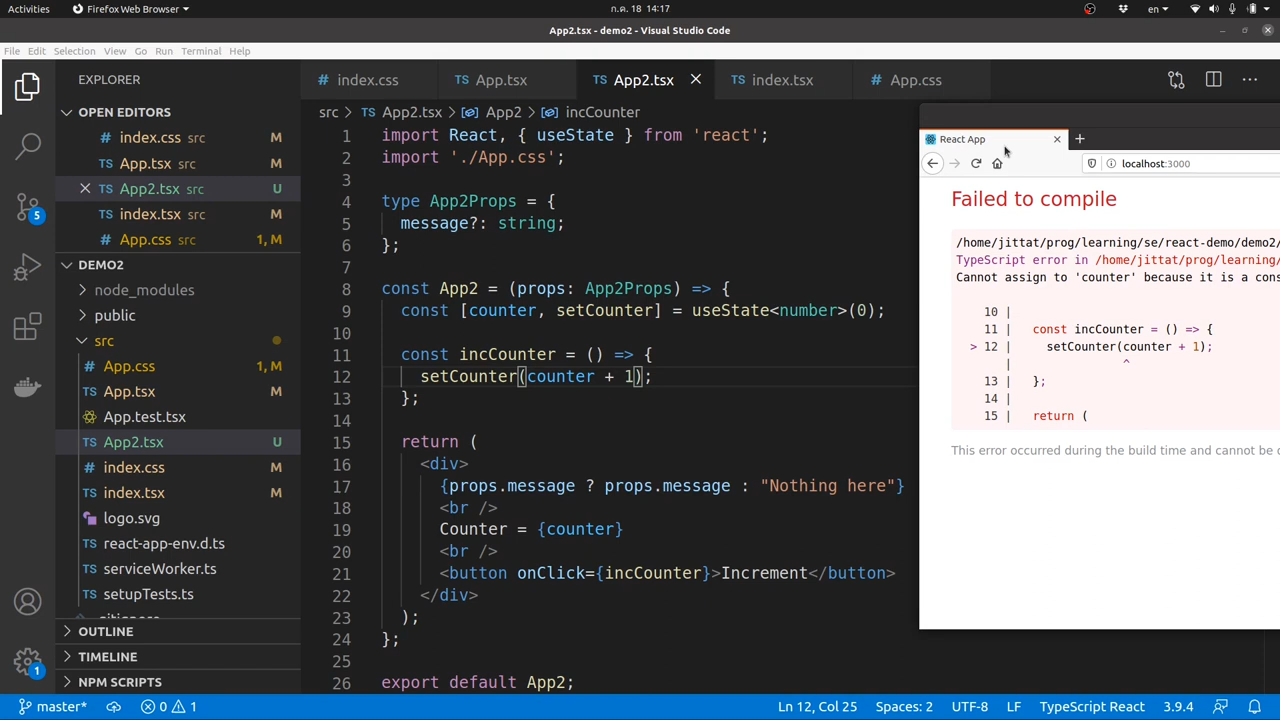 Activities
Firefox Web Browser
ก.ค. 18 14:17
en
App2.tsx - demo2 - Visual Studio Code
File Edit Selection View Go Run Terminal Help
EXPLORER
OPEN EDITORS
# index.css src M
TS App.tsx src M
TS App2.tsx src U
TS index.tsx src M
# App.css src 1, M
DEMO2
node_modules
public
src
# App.css 1, M
TS App.tsx M
App.test.tsx
TS App2.tsx U
# index.css M
TS index.tsx M
logo.svg
TS react-app-env.d.ts
TS serviceWorker.ts
TS setupTests.ts
OUTLINE
TIMELINE
NPM SCRIPTS
5
1
# index.css
TS App.tsx
TS App2.tsx
TS index.tsx
# App.css
src > TS App2.tsx > App2 > incCounter
1 import React, { useState } from 'react';
2 import './App.css';
3
4 type App2Props = {
5 message?: string;
6 };
7
8 const App2 = (props: App2Props) => {
9 const [counter, setCounter] = useState<number>(0);
10
11 const incCounter = () => {
12 setCounter(counter + 1);
13 };
14
15 return (
16 <div>
17 {props.message ? props.message : "Nothing here"}
18 <br />
19 Counter = {counter}
20 <br />
21 <button onClick={incCounter}>Increment</button>
22 </div>
23 );
24 };
25
26 export default App2;
React App
localhost:3000
Failed to compile
/home/jittat/prog/learning/se/react-demo/demo2/
TypeScript error in /home/jittat/prog/learning/
Cannot assign to 'counter' because it is a cons
10 |
11 | const incCounter = () => {
> 12 | setCounter(counter + 1);
| ^
13 | };
14 |
15 | return (
This error occurred during the build time and cannot be
master*
0 1
Ln 12, Col 25
Spaces: 2
UTF-8
LF
TypeScript React
3.9.4